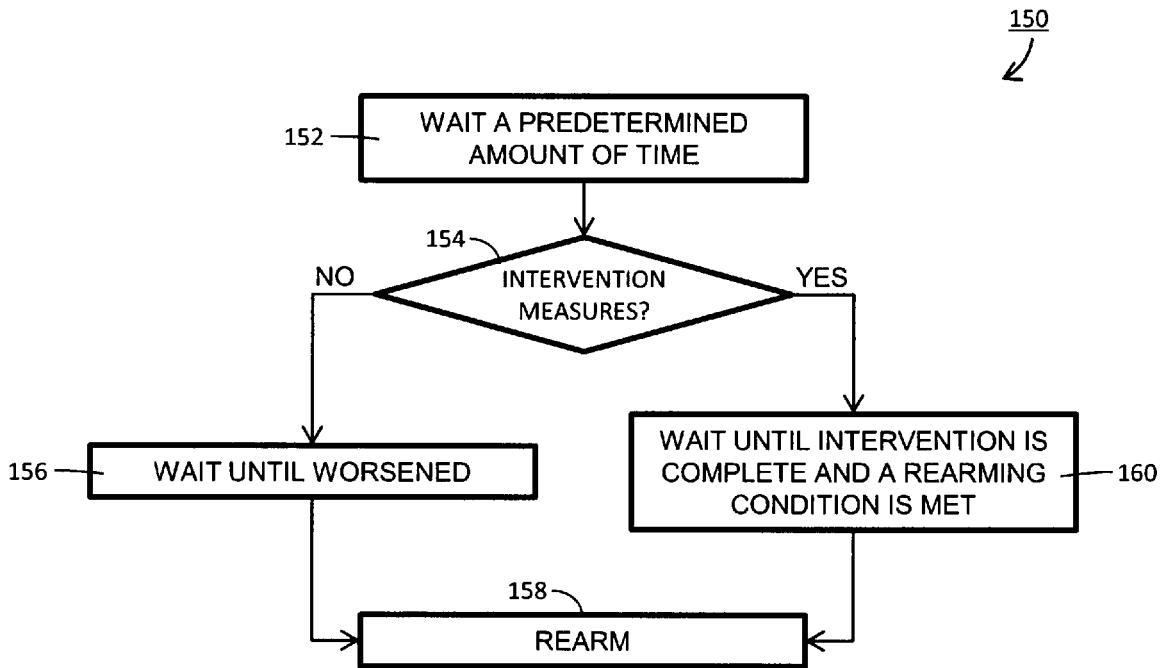 150
WAIT A PREDETERMINED
AMOUNT OF TIME
152
154
INTERVENTION
MEASURES?
NO
YES
156
WAIT UNTIL WORSENED
WAIT UNTIL INTERVENTION IS
COMPLETE AND A REARMING
CONDITION IS MET
160
158
REARM